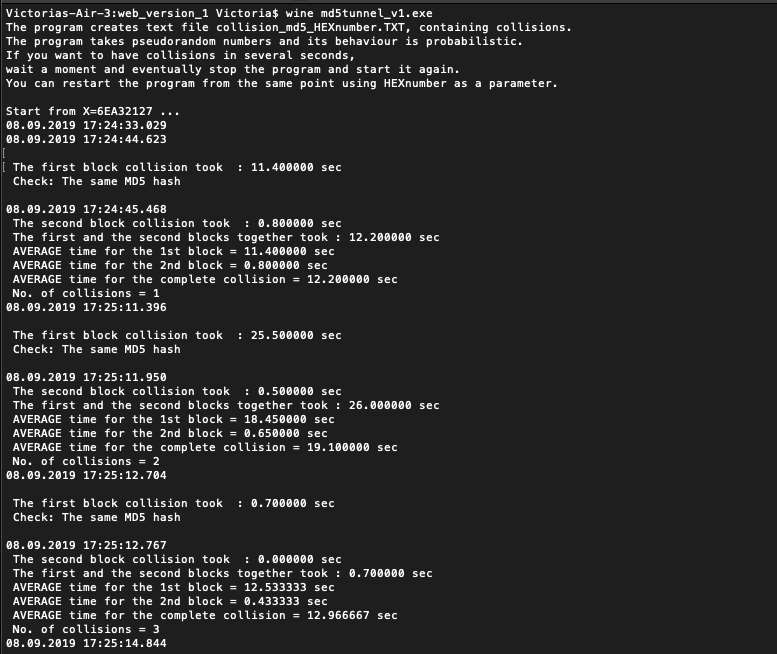 Victorias-Air-3:web_version_1 Victoria$ wine md5tunnel_v1.exe
The program creates text file collision_md5_HEXnumber.TXT, containing collisions.
The program takes pseudorandom numbers and its behaviour is probabilistic.
If you want to have collisions in several seconds,
wait a moment and eventually stop the program and start it again.
You can restart the program from the same point using HEXnumber as a parameter.
Start from X=6EA32127 ...
08.09.2019 17:24:33.029
08.09.2019 17:24:44.623
[
[ The first block collision took  : 11.400000 sec
 Check: The same MD5 hash
08.09.2019 17:24:45.468
 The second block collision took  : 0.800000 sec
 The first and the second blocks together took : 12.200000 sec
 AVERAGE time for the 1st block = 11.400000 sec
 AVERAGE time for the 2nd block = 0.800000 sec
 AVERAGE time for the complete collision = 12.200000 sec
 No. of collisions = 1
08.09.2019 17:25:11.396
 The first block collision took  : 25.500000 sec
 Check: The same MD5 hash
08.09.2019 17:25:11.950
 The second block collision took  : 0.500000 sec
 The first and the second blocks together took : 26.000000 sec
 AVERAGE time for the 1st block = 18.450000 sec
 AVERAGE time for the 2nd block = 0.650000 sec
 AVERAGE time for the complete collision = 19.100000 sec
 No. of collisions = 2
08.09.2019 17:25:12.704
 The first block collision took  : 0.700000 sec
 Check: The same MD5 hash
08.09.2019 17:25:12.767
 The second block collision took  : 0.000000 sec
 The first and the second blocks together took : 0.700000 sec
 AVERAGE time for the 1st block = 12.533333 sec
 AVERAGE time for the 2nd block = 0.433333 sec
 AVERAGE time for the complete collision = 12.966667 sec
 No. of collisions = 3
08.09.2019 17:25:14.844